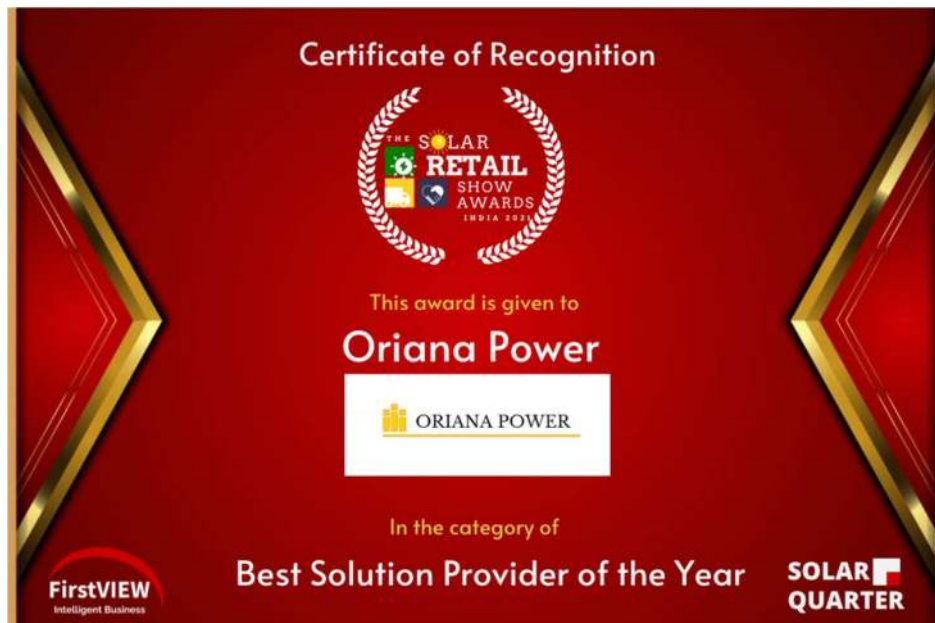 Certificate of Recognition
THE SOLAR
RETAIL
SHOW
AWARDS
INDIA 2021
This award is given to
Oriana Power
ORIANA POWER
In the category of
Best Solution Provider of the Year
FirstVIEW
Intelligent Business
SOLAR
QUARTER